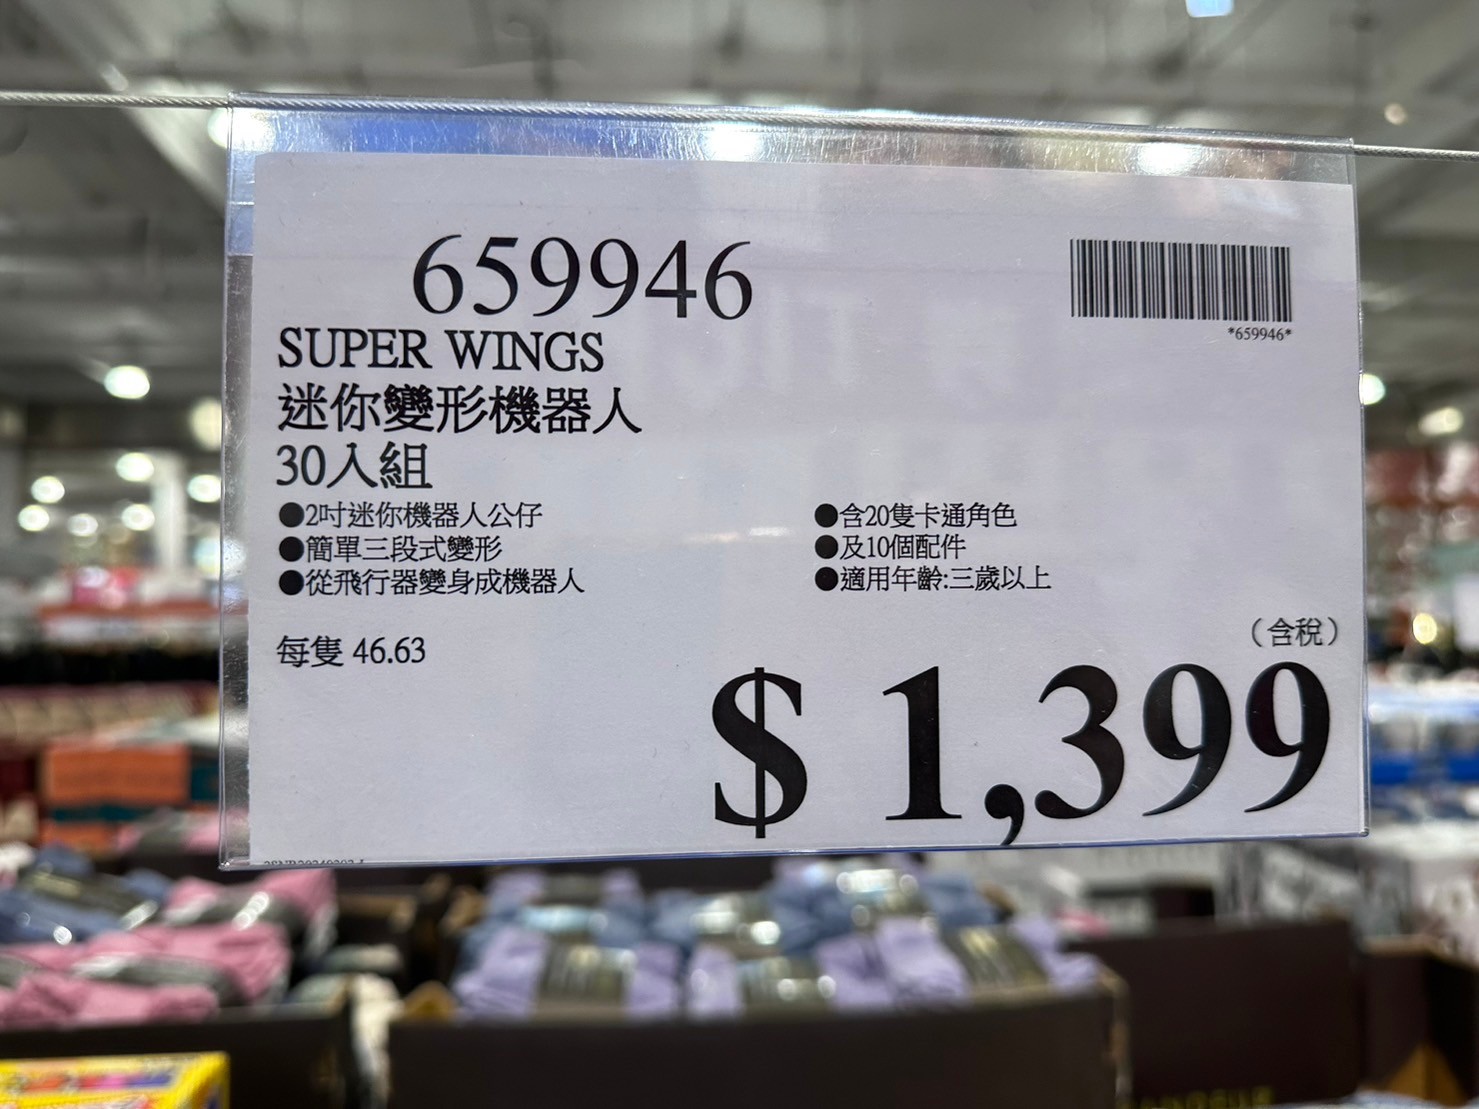 659946
*659946*
SUPER WINGS
迷你變形機器人
30入組
●2吋迷你機器人公仔
●簡單三段式變形
●從飛行器變身成機器人
●含20隻卡通角色
●及10個配件
●適用年齡:三歲以上
每隻 46.63
（含稅）
$ 1,399